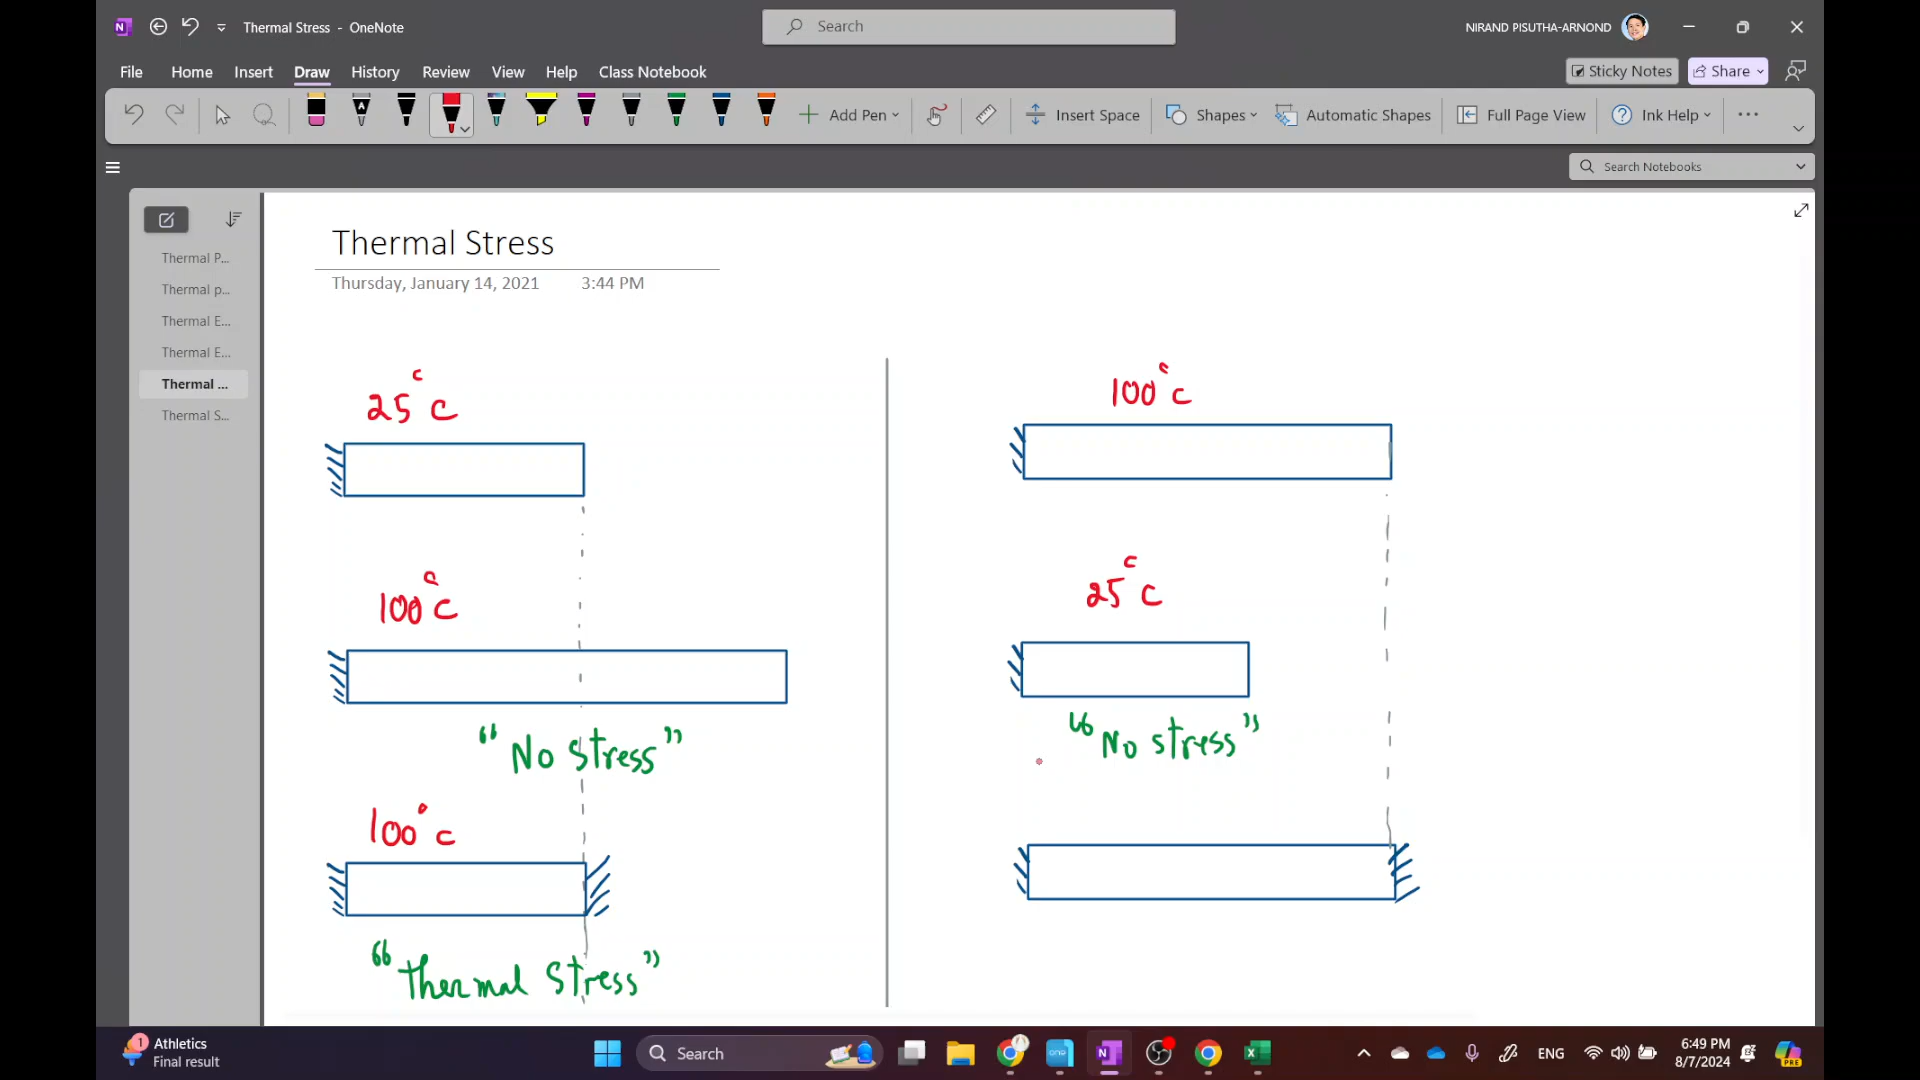 Thermal Stress - OneNote
Search
NIRAND PISUTHA-ARNOND
File Home Insert Draw History Review View Help Class Notebook
Sticky Notes Share
Add Pen Insert Space Shapes Automatic Shapes Full Page View Ink Help
Search Notebooks
Thermal P...
Thermal p...
Thermal E...
Thermal E...
Thermal ...
Thermal S...
Thermal Stress
Thursday, January 14, 2021 3:44 PM
25°C
100°C
"No Stress"
100°C
"Thermal Stress"
100°C
25°C
"No stress"
1
Athletics
Final result
Search
ENG
6:49 PM
8/7/2024